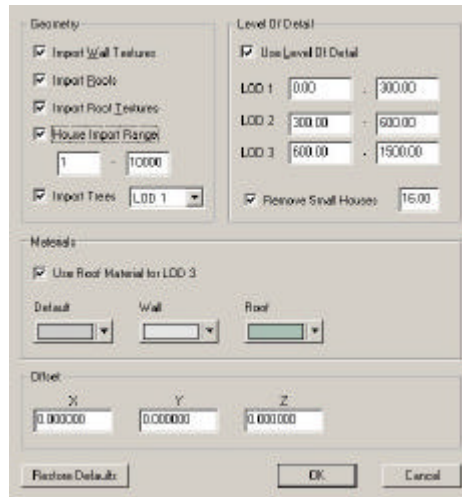 Geometry
Import Wall Textures
Import Roofs
Import Roof Textures
House Import Range
1 - 10000
Import Trees LOD 1
Level Of Detail
Use Level Of Detail
LOD 1 0.00 - 300.00
LOD 2 300.00 - 600.00
LOD 3 600.00 - 1500.00
Remove Small Houses 16.00
Materials
Use Roof Material for LOD 3
Default Wall Roof
Offset
X Y Z
0.000000 0.000000 0.000000
Restore Defaults OK Cancel